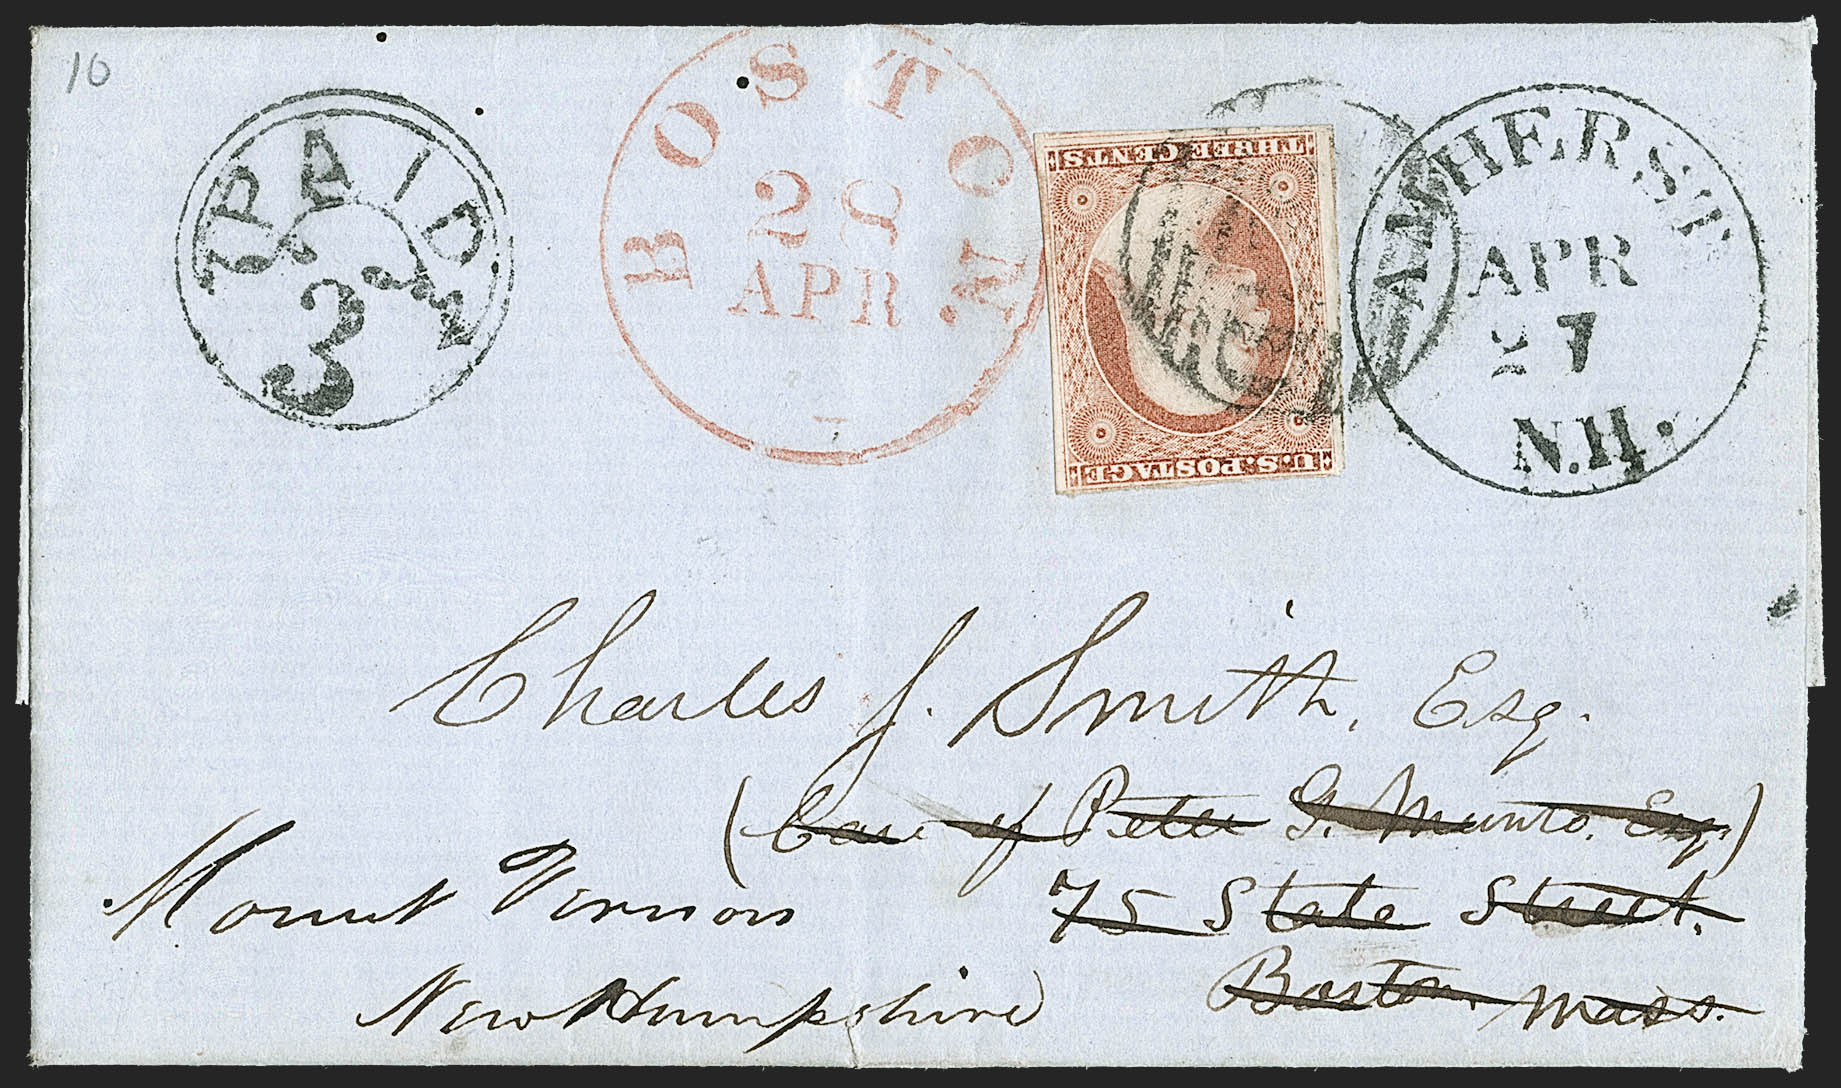 10
PAID
3
BOSTON
28
APR
THREE CENTS
U.S. POSTAGE
PAID
AMHERST
APR
27
N.H.
Charles J. Smith, Esq.
(Care of Peter G. Munro, Esq.)
75 State Street.
Boston, Mass.
Mount Vernon
New Hampshire